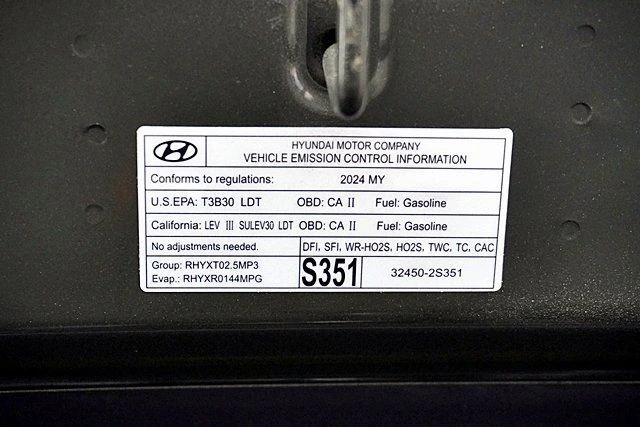 HYUNDAI MOTOR COMPANY
VEHICLE EMISSION CONTROL INFORMATION
Conforms to regulations: 2024 MY
U.S.EPA: T3B30 LDT OBD: CA II Fuel: Gasoline
California: LEV III SULEV30 LDT OBD: CA II Fuel: Gasoline
No adjustments needed. DFI, SFI, WR-HO2S, HO2S, TWC, TC, CAC
Group: RHYXT02.5MP3
Evap.: RHYXR0144MPG
S351 32450-2S351